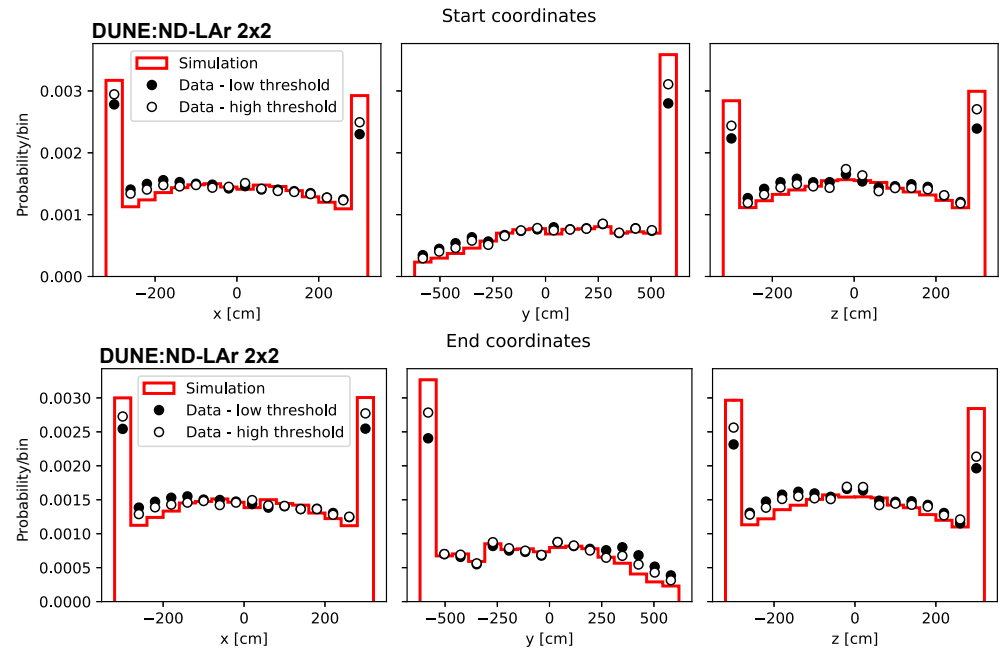 Start coordinates
DUNE:ND-LAr 2x2
Simulation
Data - low threshold
Data - high threshold
Probability/bin
0.003
0.002
0.001
0.000
−200 0 200
x [cm]
−500 −250 0 250 500
y [cm]
−200 0 200
z [cm]
End coordinates
DUNE:ND-LAr 2x2
Simulation
Data - low threshold
Data - high threshold
Probability/bin
0.0030
0.0025
0.0020
0.0015
0.0010
0.0005
0.0000
−200 0 200
x [cm]
−500 −250 0 250 500
y [cm]
−200 0 200
z [cm]